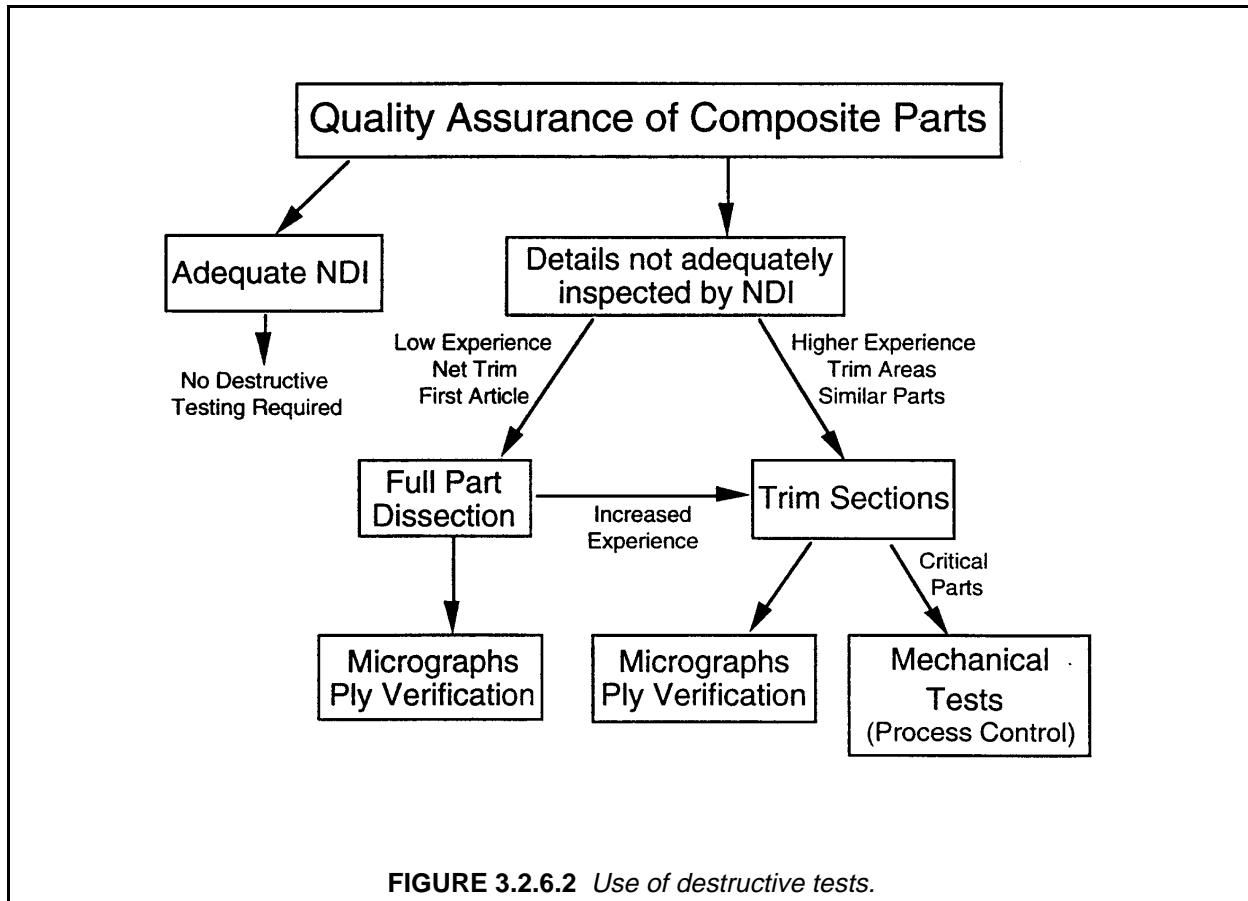 Quality Assurance of Composite Parts
Adequate NDI
Details not adequately
inspected by NDI
No Destructive
Testing Required
Low Experience
Net Trim
First Article
Higher Experience
Trim Areas
Similar Parts
Full Part
Dissection
Increased
Experience
Trim Sections
Critical
Parts
Micrographs
Ply Verification
Micrographs
Ply Verification
Mechanical
Tests
(Process Control)
FIGURE 3.2.6.2 Use of destructive tests.